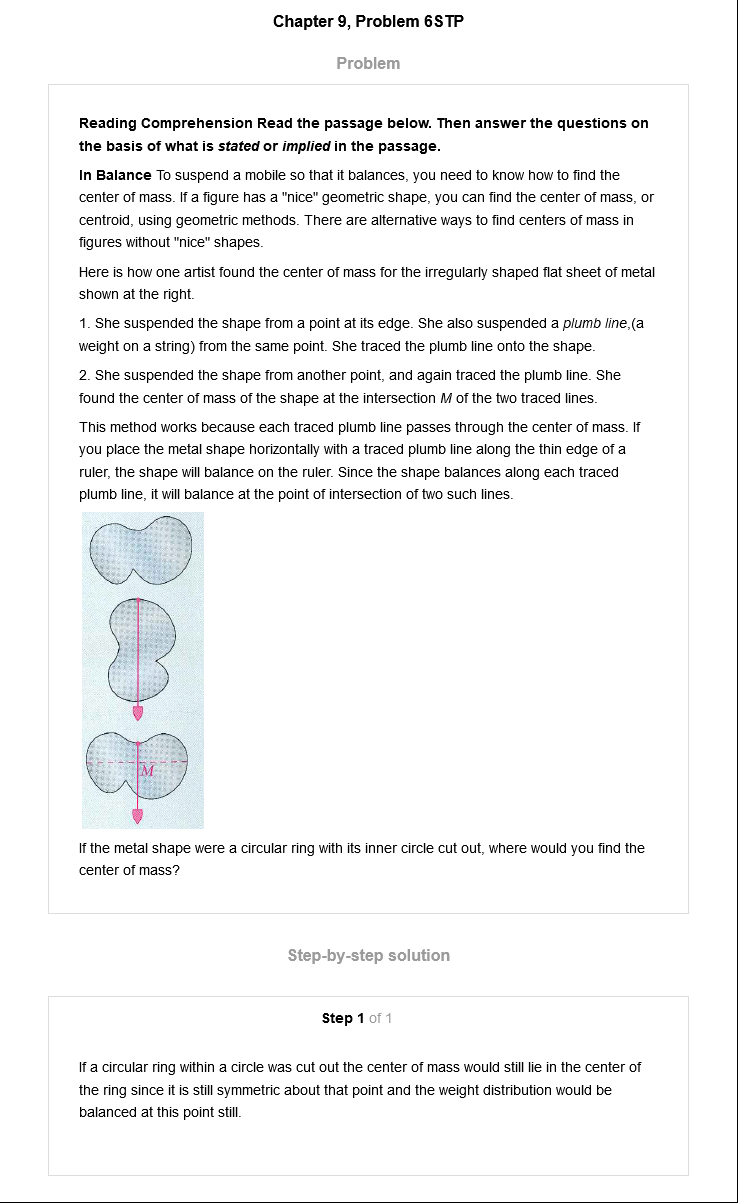 Chapter 9, Problem 6STP
Problem
Reading Comprehension Read the passage below. Then answer the questions on
the basis of what is stated or implied in the passage.
In Balance To suspend a mobile so that it balances, you need to know how to find the
center of mass. If a figure has a "nice" geometric shape, you can find the center of mass, or
centroid, using geometric methods. There are alternative ways to find centers of mass in
figures without "nice" shapes.
Here is how one artist found the center of mass for the irregularly shaped flat sheet of metal
shown at the right.
1. She suspended the shape from a point at its edge. She also suspended a plumb line,(a
weight on a string) from the same point. She traced the plumb line onto the shape.
2. She suspended the shape from another point, and again traced the plumb line. She
found the center of mass of the shape at the intersection M of the two traced lines.
This method works because each traced plumb line passes through the center of mass. If
you place the metal shape horizontally with a traced plumb line along the thin edge of a
ruler, the shape will balance on the ruler. Since the shape balances along each traced
plumb line, it will balance at the point of intersection of two such lines.
M
If the metal shape were a circular ring with its inner circle cut out, where would you find the
center of mass?
Step-by-step solution
Step 1 of 1
If a circular ring within a circle was cut out the center of mass would still lie in the center of
the ring since it is still symmetric about that point and the weight distribution would be
balanced at this point still.